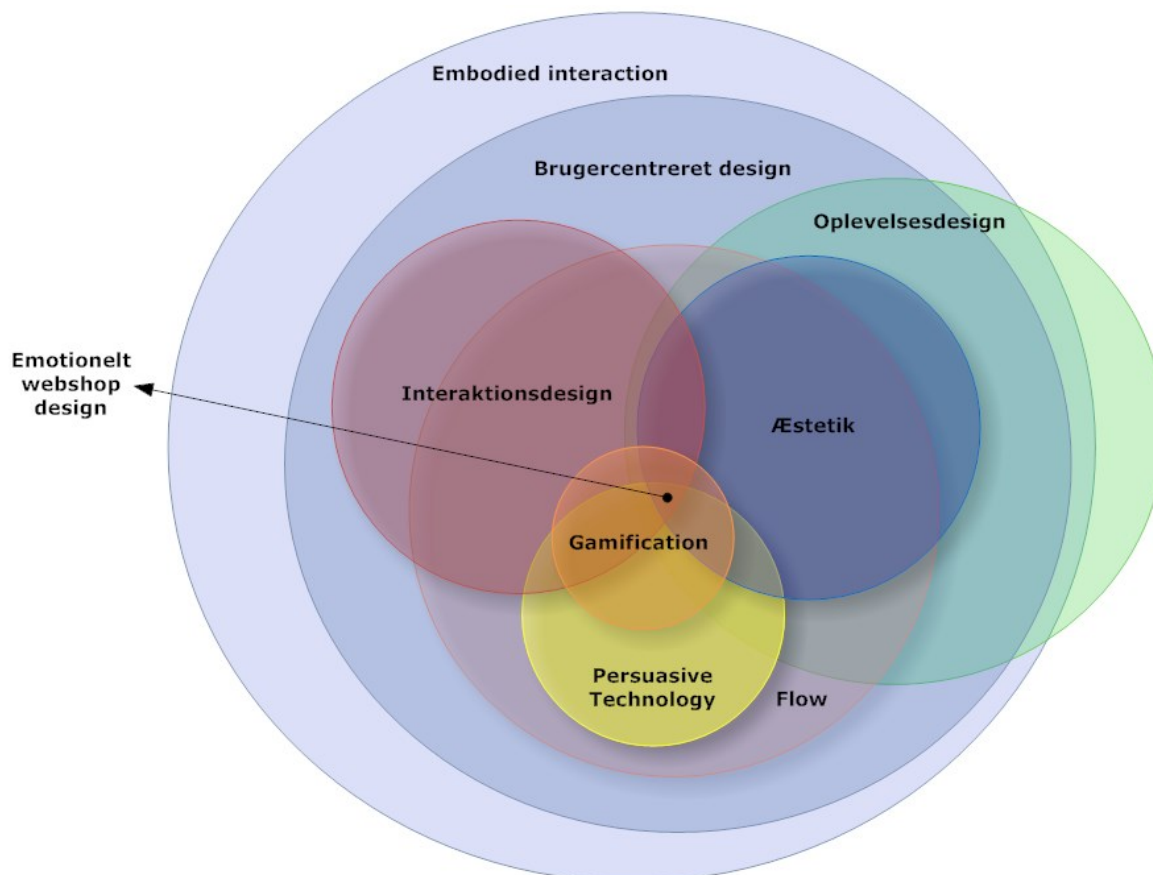 Embodied interaction
Brugercentreret design
Oplevelsesdesign
Emotionelt
webshop
design
Interaktionsdesign
Æstetik
Gamification
Persuasive
Technology
Flow